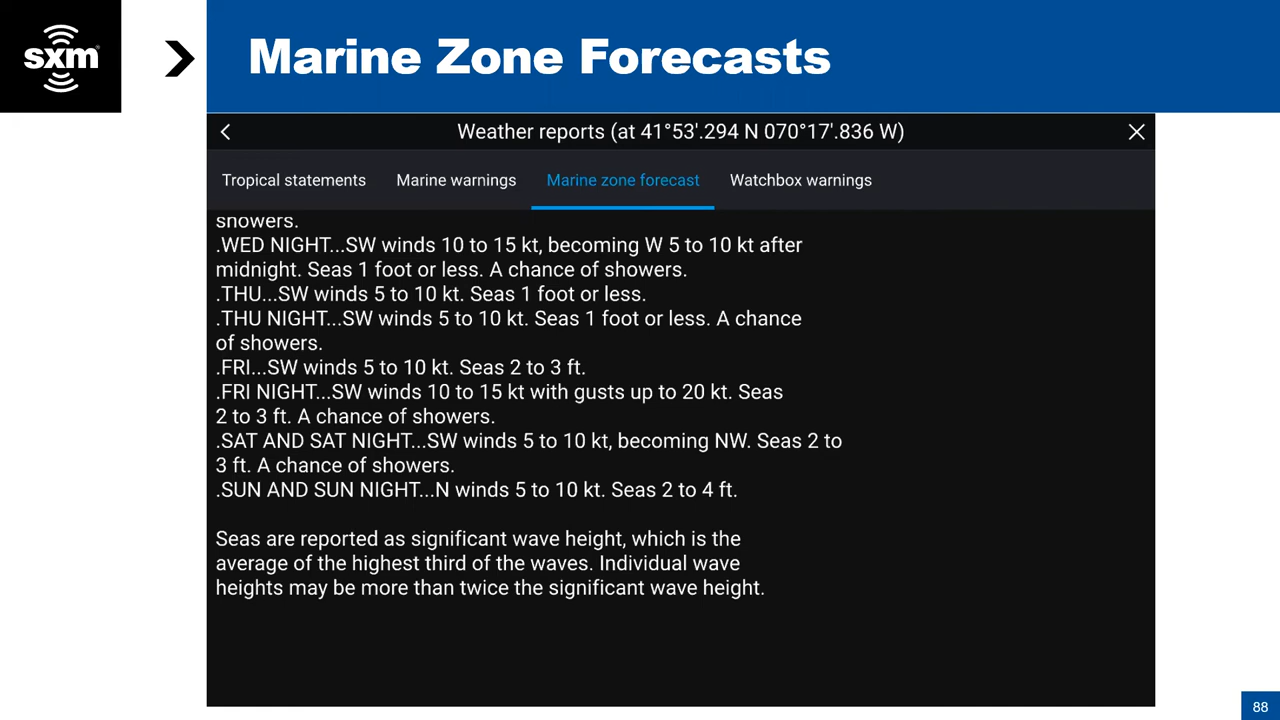 sxm
Marine Zone Forecasts
Weather reports (at 41°53'.294 N 070°17'.836 W)
Tropical statements Marine warnings Marine zone forecast Watchbox warnings
showers.
.WED NIGHT...SW winds 10 to 15 kt, becoming W 5 to 10 kt after
midnight. Seas 1 foot or less. A chance of showers.
.THU...SW winds 5 to 10 kt. Seas 1 foot or less.
.THU NIGHT...SW winds 5 to 10 kt. Seas 1 foot or less. A chance
of showers.
.FRI...SW winds 5 to 10 kt. Seas 2 to 3 ft.
.FRI NIGHT...SW winds 10 to 15 kt with gusts up to 20 kt. Seas
2 to 3 ft. A chance of showers.
.SAT AND SAT NIGHT...SW winds 5 to 10 kt, becoming NW. Seas 2 to
3 ft. A chance of showers.
.SUN AND SUN NIGHT...N winds 5 to 10 kt. Seas 2 to 4 ft.
Seas are reported as significant wave height, which is the
average of the highest third of the waves. Individual wave
heights may be more than twice the significant wave height.
88